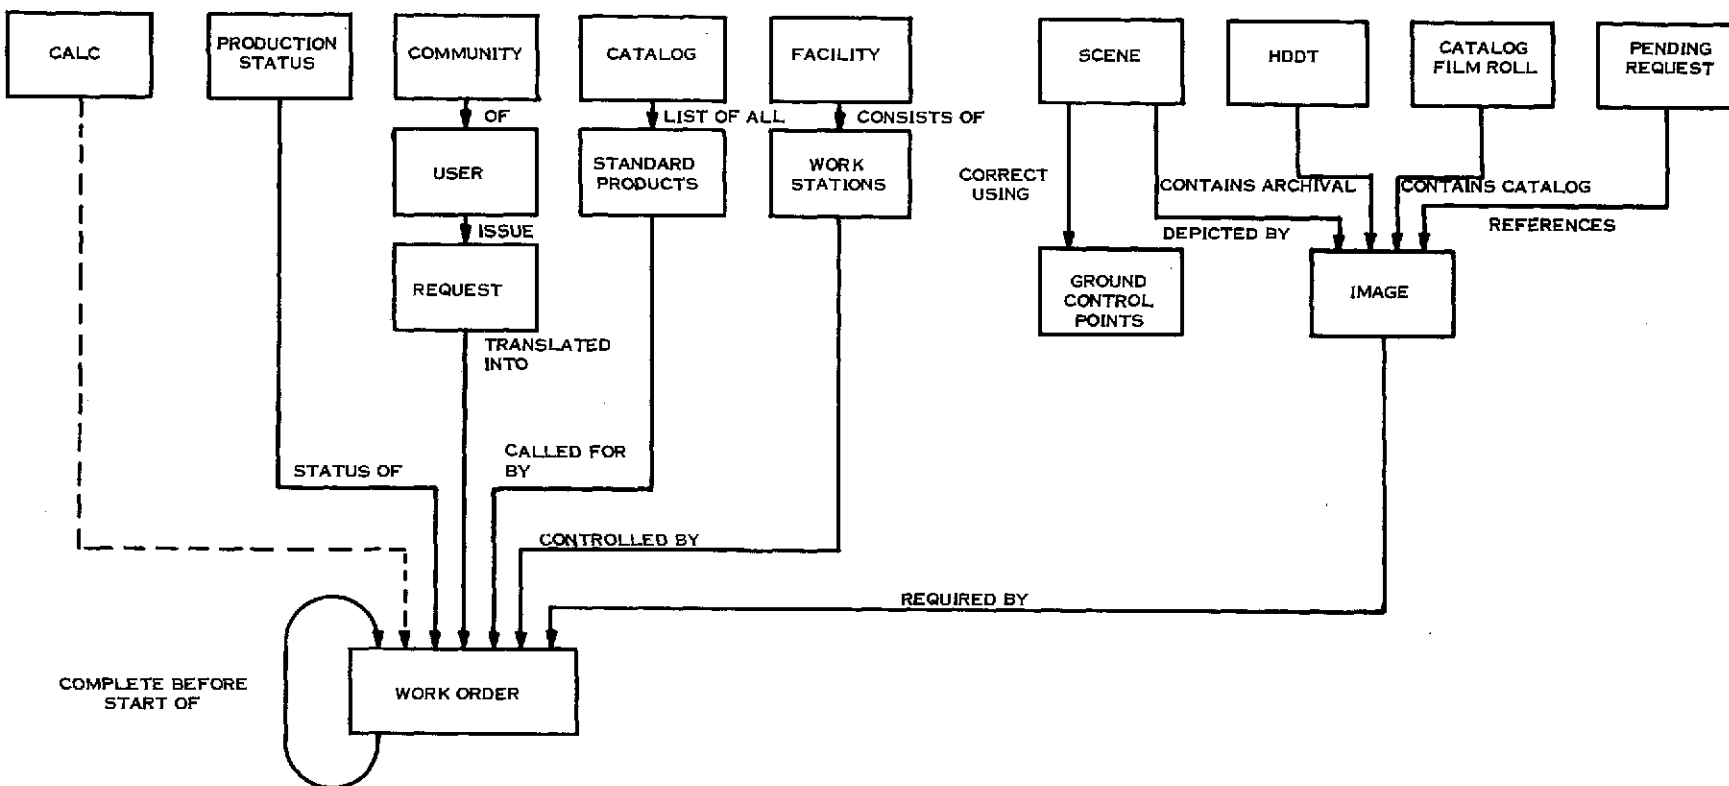 CALC
PRODUCTION
STATUS
COMMUNITY
CATALOG
FACILITY
SCENE
HDDT
CATALOG
FILM ROLL
PENDING
REQUEST
OF
LIST OF ALL
CONSISTS OF
USER
STANDARD
PRODUCTS
WORK
STATIONS
CORRECT
USING
CONTAINS ARCHIVAL
CONTAINS CATALOG
DEPICTED BY
REFERENCES
ISSUE
REQUEST
GROUND
CONTROL
POINTS
IMAGE
TRANSLATED
INTO
STATUS OF
CALLED FOR
BY
CONTROLLED BY
REQUIRED BY
COMPLETE BEFORE
START OF
WORK ORDER